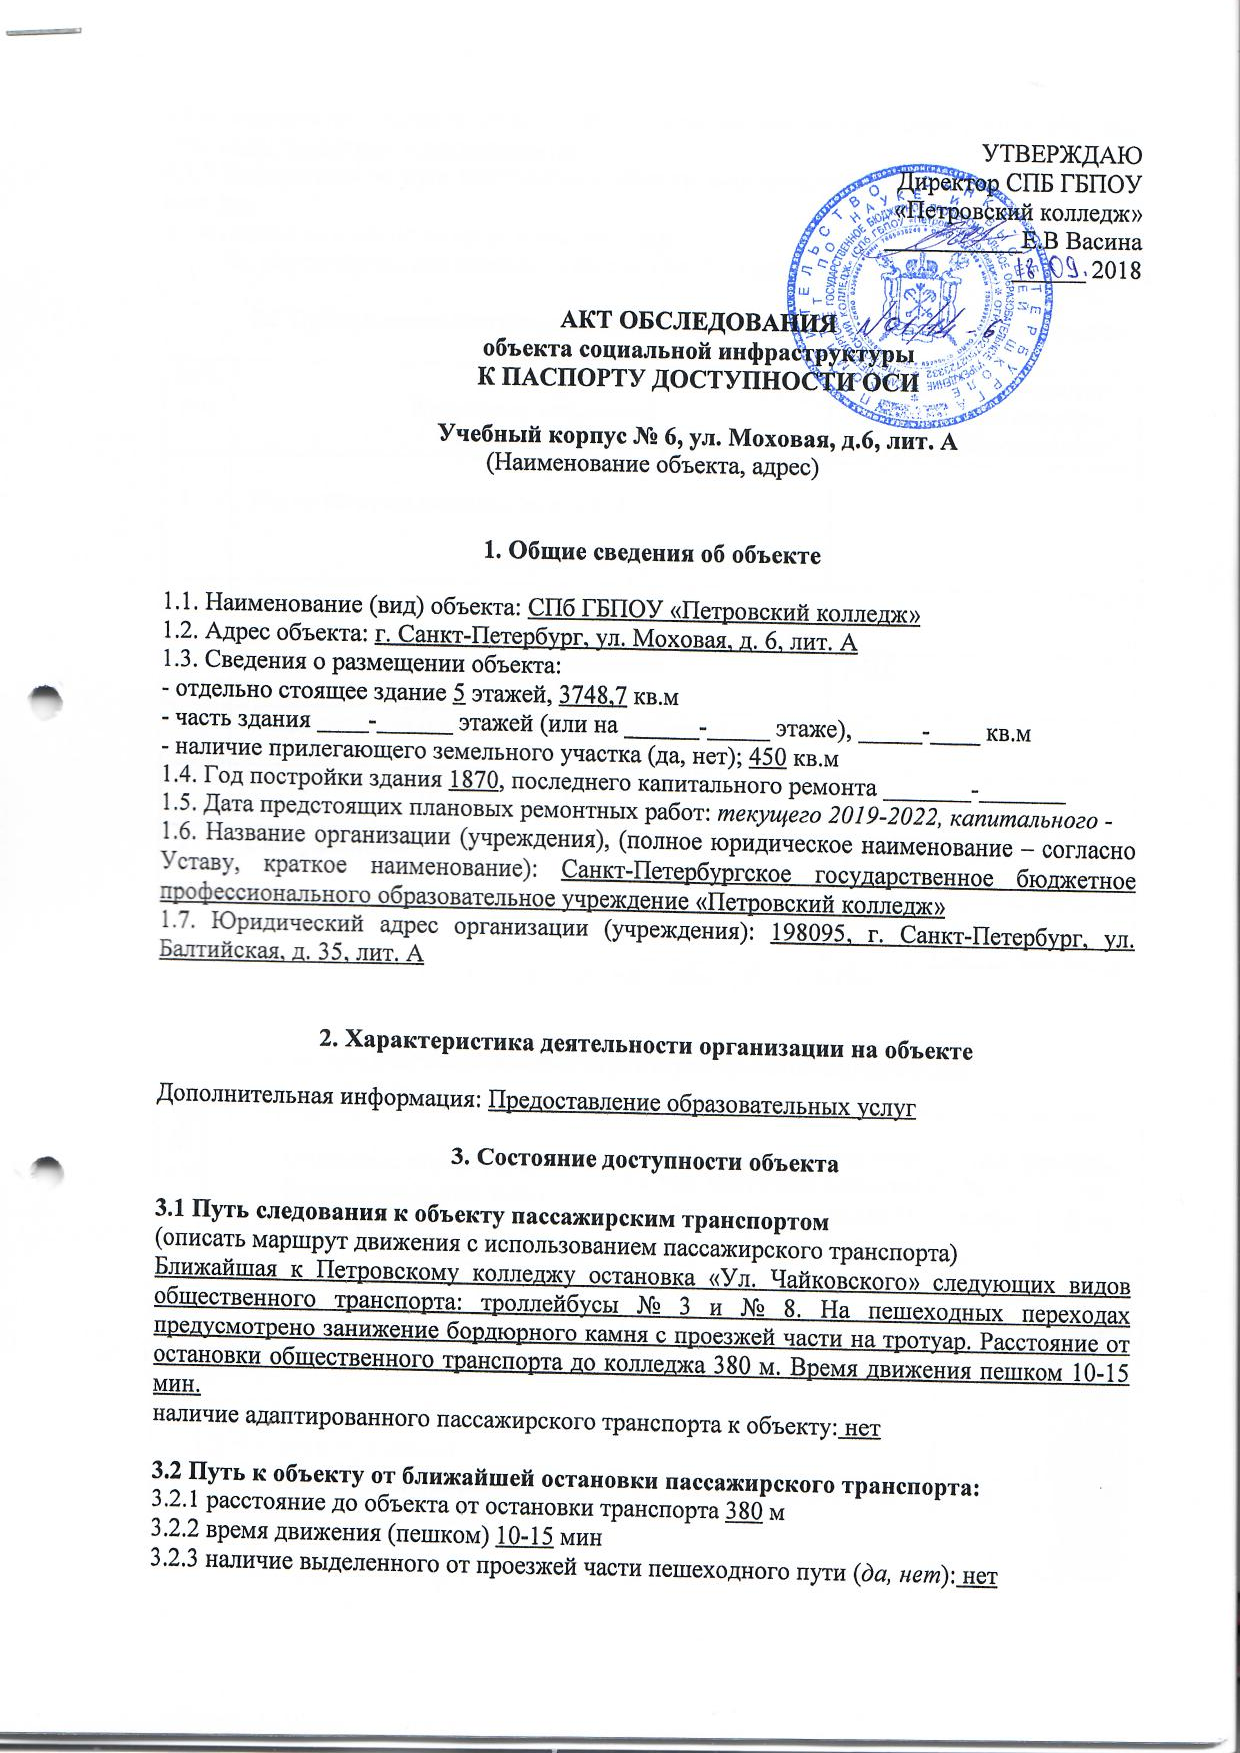 УТВЕРЖДАЮ
Директор СПБ ГБПОУ
«Петровский колледж»
Е.В Васина
18.09.2018
АКТ ОБСЛЕДОВАНИЯ
объекта социальной инфраструктуры
К ПАСПОРТУ ДОСТУПНОСТИ ОСИ
Учебный корпус № 6, ул. Моховая, д.6, лит. А
(Наименование объекта, адрес)
1. Общие сведения об объекте
1.1. Наименование (вид) объекта: СПб ГБПОУ «Петровский колледж»
1.2. Адрес объекта: г. Санкт-Петербург, ул. Моховая, д. 6, лит. А
1.3. Сведения о размещении объекта:
- отдельно стоящее здание 5 этажей, 3748,7 кв.м
- часть здания ____-______ этажей (или на ______-_____ этаже), _____-____ кв.м
- наличие прилегающего земельного участка (да, нет); 450 кв.м
1.4. Год постройки здания 1870, последнего капитального ремонта _______-_______
1.5. Дата предстоящих плановых ремонтных работ: текущего 2019-2022, капитального -
1.6. Название организации (учреждения), (полное юридическое наименование – согласно
Уставу, краткое наименование): Санкт-Петербургское государственное бюджетное
профессионального образовательное учреждение «Петровский колледж»
1.7. Юридический адрес организации (учреждения): 198095, г. Санкт-Петербург, ул.
Балтийская, д. 35, лит. А
2. Характеристика деятельности организации на объекте
Дополнительная информация: Предоставление образовательных услуг
3. Состояние доступности объекта
3.1 Путь следования к объекту пассажирским транспортом
(описать маршрут движения с использованием пассажирского транспорта)
Ближайшая к Петровскому колледжу остановка «Ул. Чайковского» следующих видов
общественного транспорта: троллейбусы № 3 и № 8. На пешеходных переходах
предусмотрено занижение бордюрного камня с проезжей части на тротуар. Расстояние от
остановки общественного транспорта до колледжа 380 м. Время движения пешком 10-15
мин.
наличие адаптированного пассажирского транспорта к объекту: нет
3.2 Путь к объекту от ближайшей остановки пассажирского транспорта:
3.2.1 расстояние до объекта от остановки транспорта 380 м
3.2.2 время движения (пешком) 10-15 мин
3.2.3 наличие выделенного от проезжей части пешеходного пути (да, нет): нет